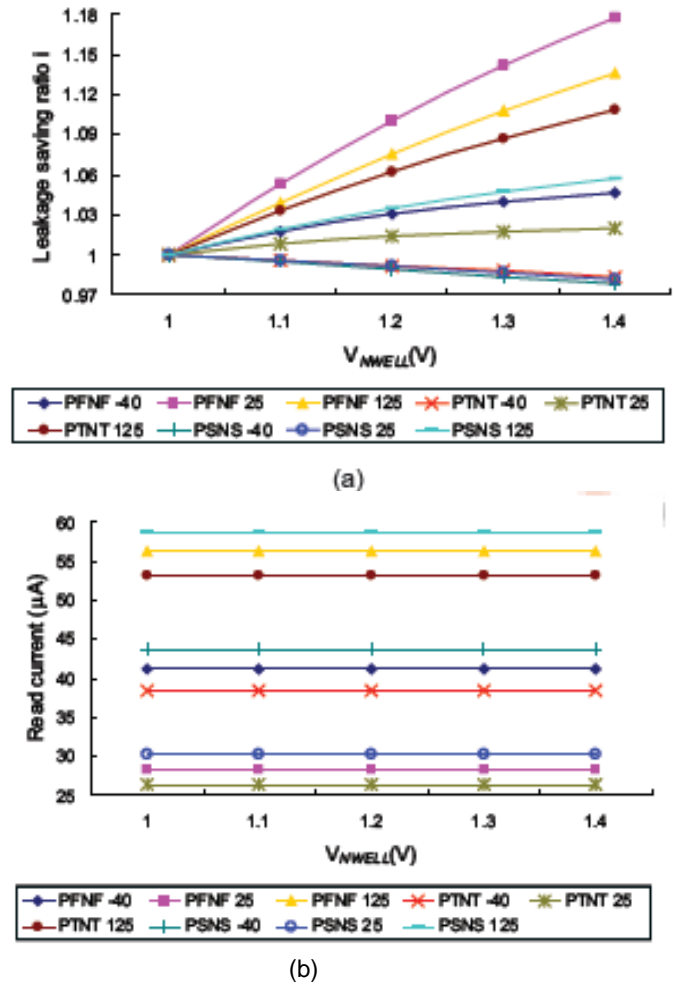 Leakage saving ratio i
1.18
1.15
1.12
1.09
1.06
1.03
1
0.97
1 1.1 1.2 1.3 1.4
VNWELL(V)
PFNF -40 PFNF 25 PFNF 125 PTNT -40 PTNT 25
PTNT 125 PSNS -40 PSNS 25 PSNS 125
(a)
Read current (μA)
60
55
50
45
40
35
30
25
1 1.1 1.2 1.3 1.4
VNWELL(V)
PFNF -40 PFNF 25 PFNF 125 PTNT -40 PTNT 25
PTNT 125 PSNS -40 PSNS 25 PSNS 125
(b)